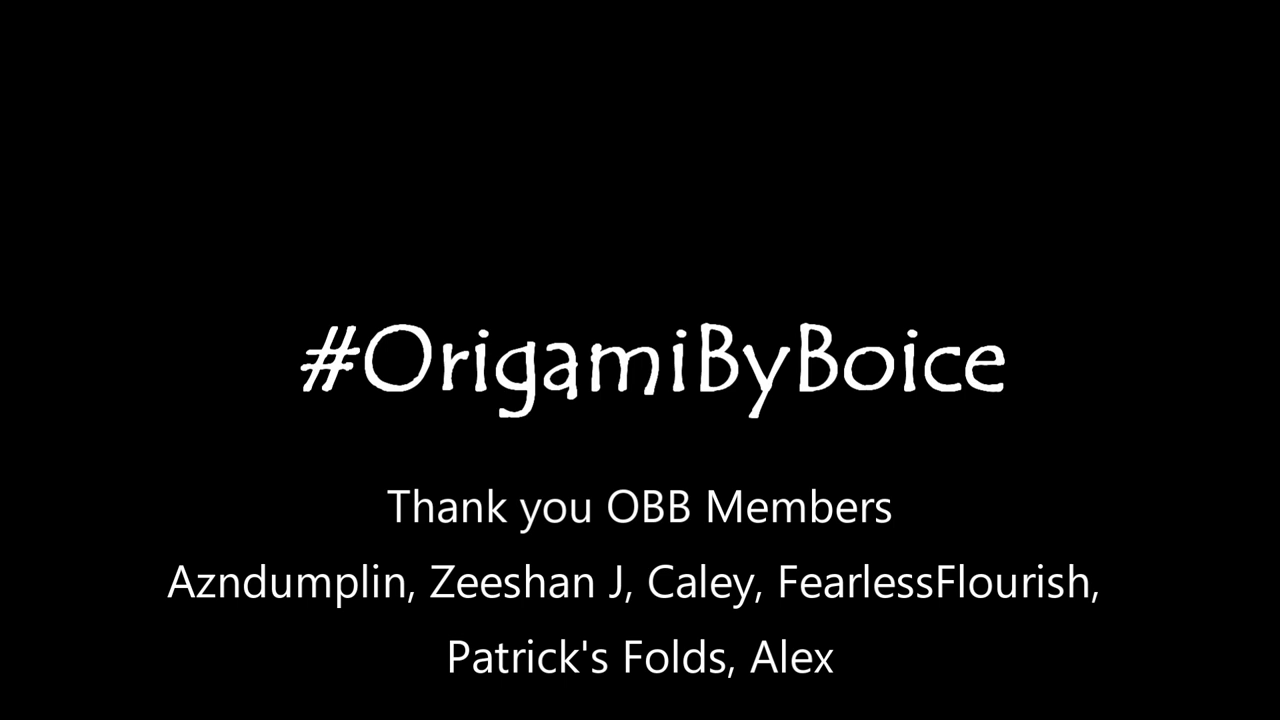 #OrigamiByBoice
Thank you OBB Members
Azndumplin, Zeeshan J, Caley, FearlessFlourish,
Patrick's Folds, Alex